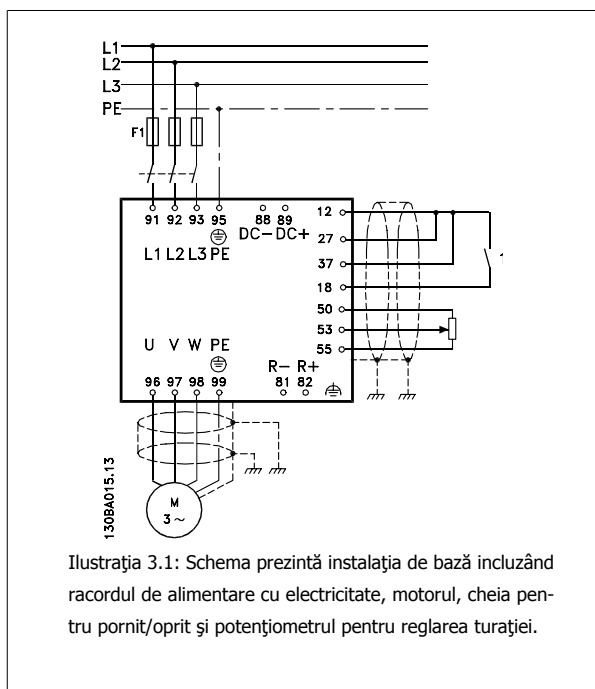 L1
L2
L3
PE
F1
91 92 93 95 88 89
DC- DC+
L1 L2 L3 PE
12
27
37
18
50
53
55
U V W PE
R- R+
96 97 98 99 81 82
M
3 ~
130BA015.13
Ilustraţia 3.1: Schema prezintă instalaţia de bază incluzând
racordul de alimentare cu electricitate, motorul, cheia pen-
tru pornit/oprit şi potenţiometrul pentru reglarea turaţiei.